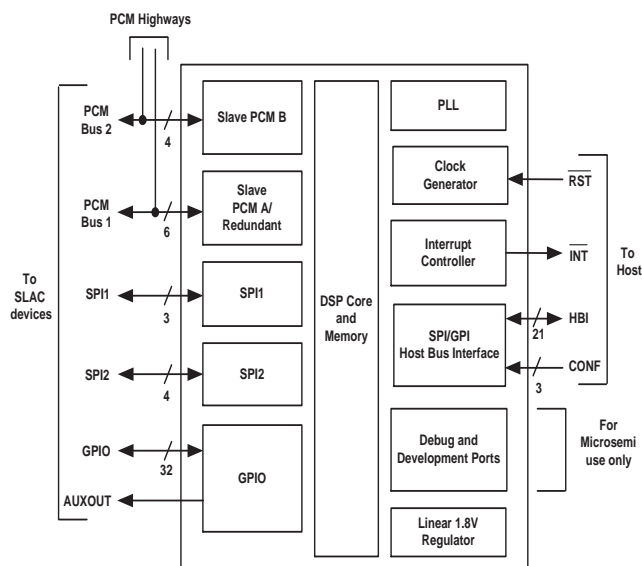 PCM Highways
PCM
Bus 2
4
Slave PCM B
PCM
Bus 1
6
Slave
PCM A/
Redundant
To
SLAC
devices
SPI1
3
SPI1
SPI2
4
SPI2
GPIO
32
GPIO
AUXOUT
DSP Core
and
Memory
PLL
Clock
Generator
RST
Interrupt
Controller
INT
To
Host
SPI/GPI
Host Bus Interface
21
HBI
3
CONF
Debug and
Development Ports
For
Microsemi
use only
Linear 1.8V
Regulator